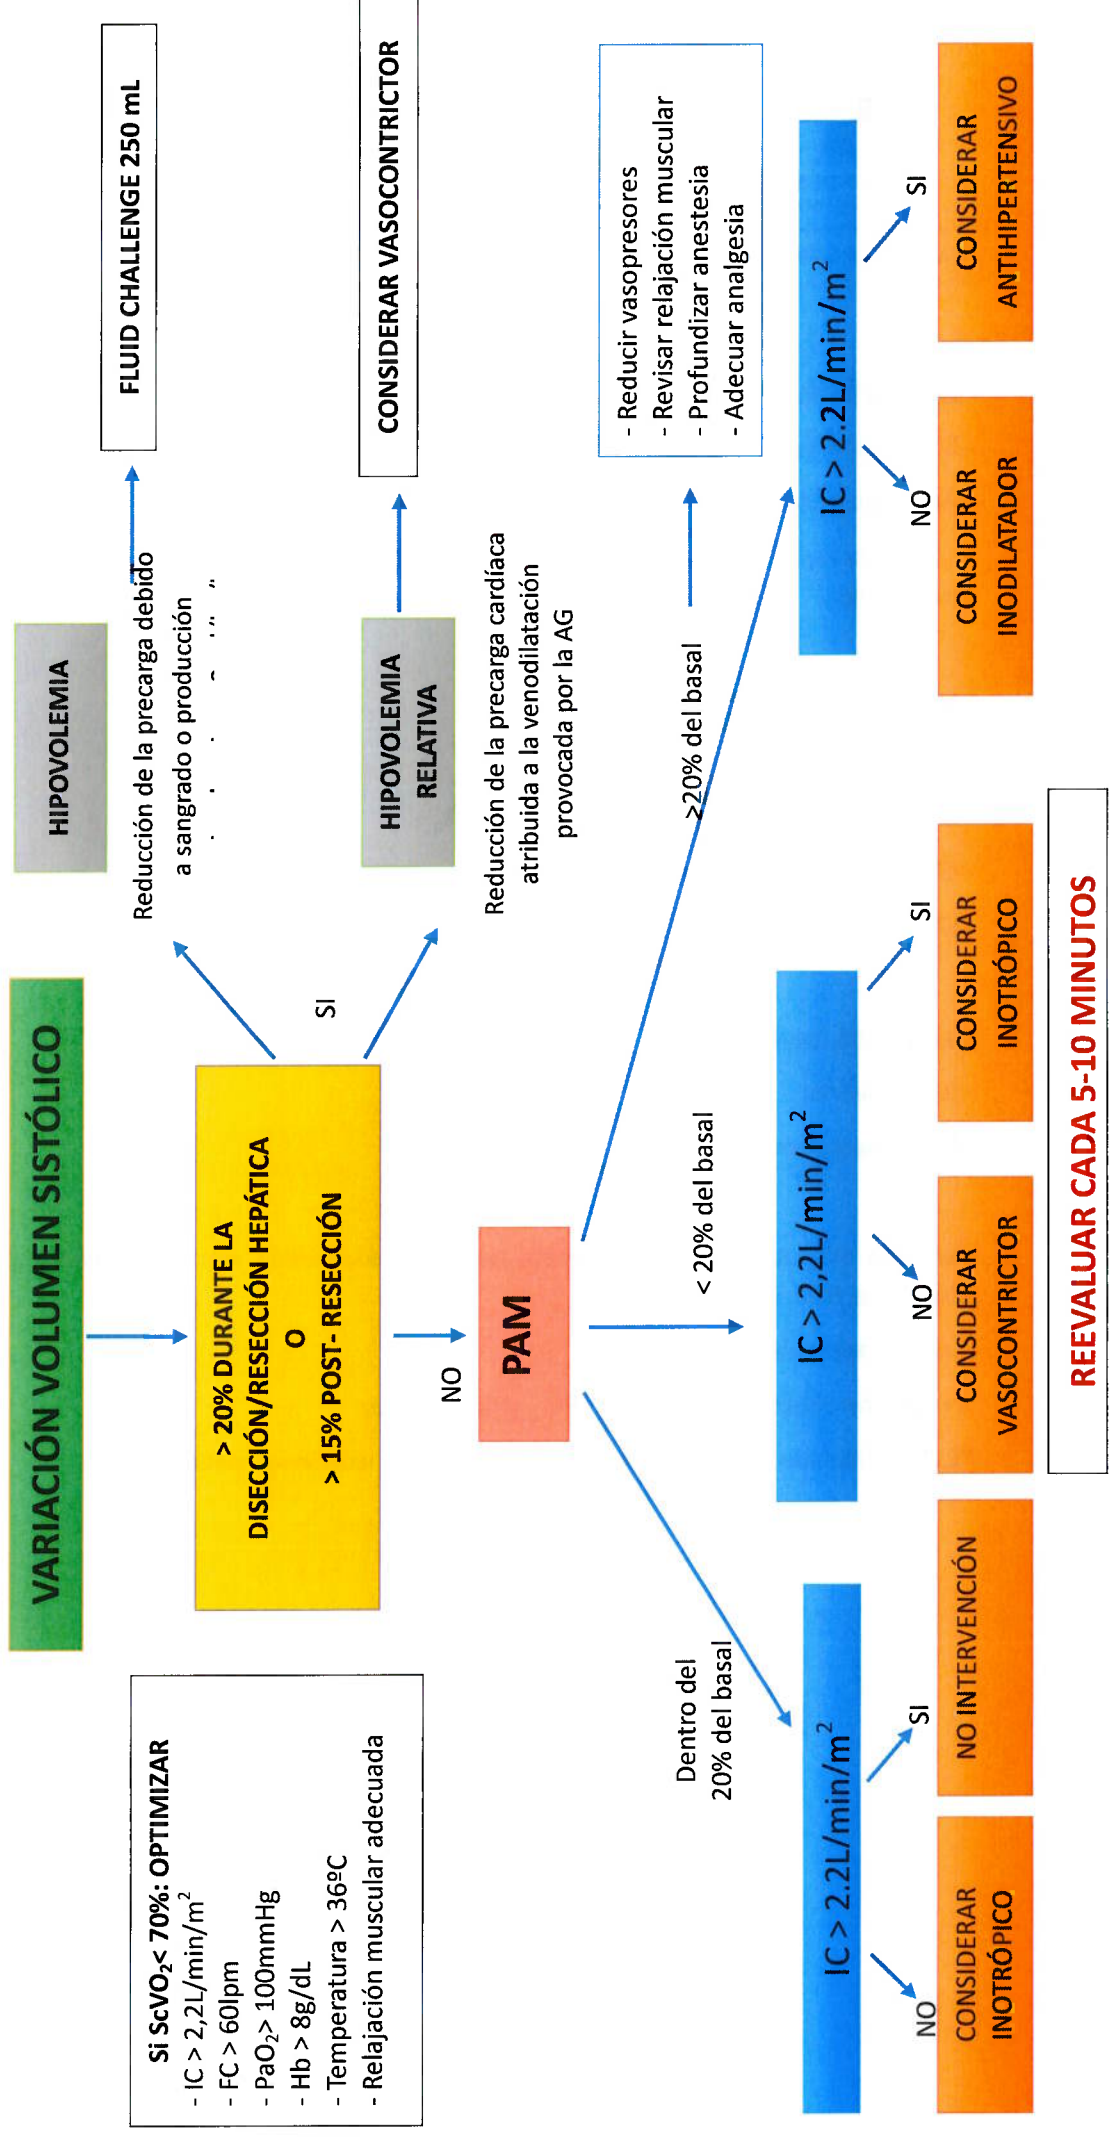 VARIACIÓN VOLUMEN SISTÓLICO
Si ScVO₂< 70%: OPTIMIZAR
- IC > 2,2L/min/m²
- FC > 60lpm
- PaO₂> 100mmHg
- Hb > 8g/dL
- Temperatura > 36ºC
- Relajación muscular adecuada
> 20% DURANTE LA
DISECCIÓN/RESECCIÓN HEPÁTICA
O
> 15% POST- RESECCIÓN
SI
HIPOVOLEMIA
Reducción de la precarga debido
a sangrado o producción
FLUID CHALLENGE 250 mL
HIPOVOLEMIA
RELATIVA
Reducción de la precarga cardíaca
atribuida a la venodilatación
provocada por la AG
CONSIDERAR VASOCONTRICTOR
NO
PAM
Dentro del
20% del basal
< 20% del basal
≥20% del basal
- Reducir vasopresores
- Revisar relajación muscular
- Profundizar anestesia
- Adecuar analgesia
IC > 2.2L/min/m²
NO
SI
CONSIDERAR
INOTRÓPICO
NO INTERVENCIÓN
IC > 2,2L/min/m²
NO
SI
CONSIDERAR
VASOCONTRICTOR
CONSIDERAR
INOTRÓPICO
IC > 2.2L/min/m²
NO
SI
CONSIDERAR
INODILATADOR
CONSIDERAR
ANTIHIPERTENSIVO
REEVALUAR CADA 5-10 MINUTOS